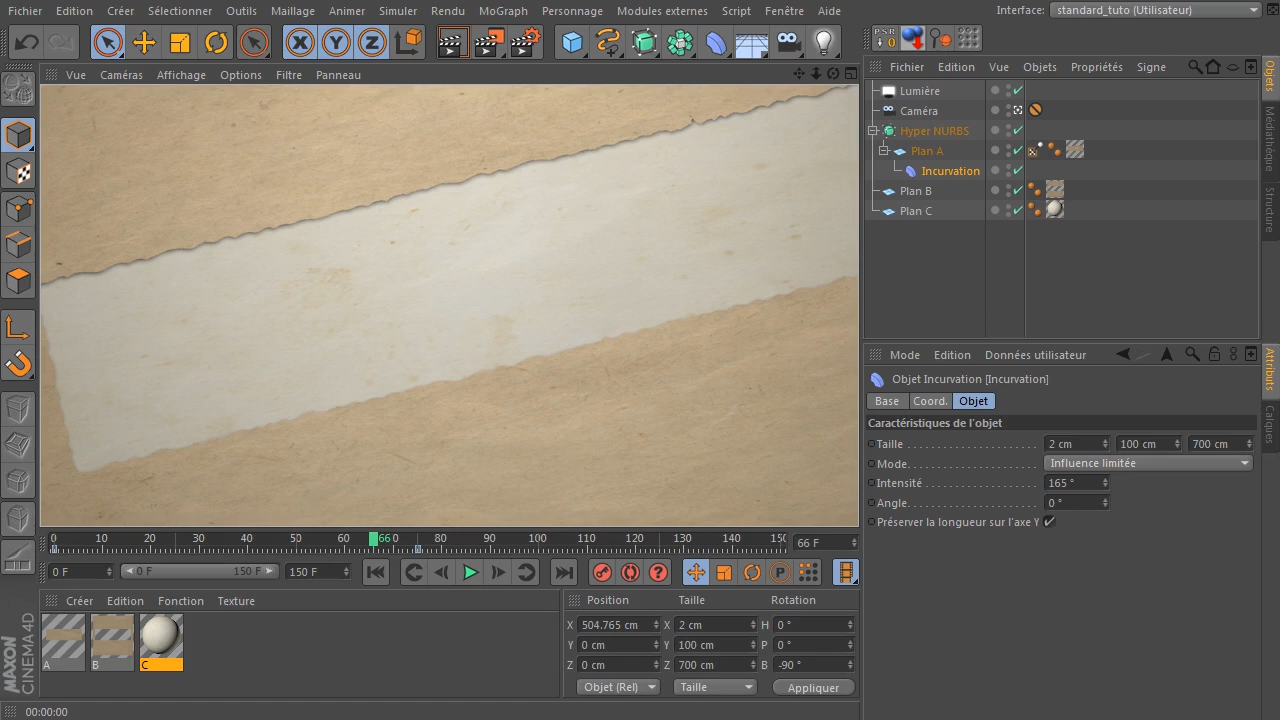 Fichier Edition Créer Sélectionner Outils Maillage Animer Simuler Rendu MoGraph Personnage Modules externes Script Fenêtre Aide Interface: standard_tuto (Utilisateur)
X Y Z PSR 0
Vue Caméras Affichage Options Filtre Panneau
Fichier Edition Vue Objets Propriétés Signe
Objets
Médiathèque
Structure
Lumière
Caméra
Hyper NURBS
Plan A
Incurvation
Plan B
Plan C
Attributs
Calques
Mode Edition Données utilisateur
Objet Incurvation [Incurvation]
Base Coord. Objet
Caractéristiques de l'objet
Taille 2 cm 100 cm 700 cm
Mode Influence limitée
Intensité 165 °
Angle 0 °
Préserver la longueur sur l'axe Y
0 10 20 30 40 50 60 66 0 80 90 100 110 120 130 140 150 66 F
0 F 0 F 150 F 150 F P
Créer Edition Fonction Texture
A B C
Position Taille Rotation
X 504.765 cm X 2 cm H 0 °
Y 0 cm Y 100 cm P 0 °
Z 0 cm Z 700 cm B -90 °
Objet (Rel) Taille Appliquer
MAXON CINEMA 4D
00:00:00